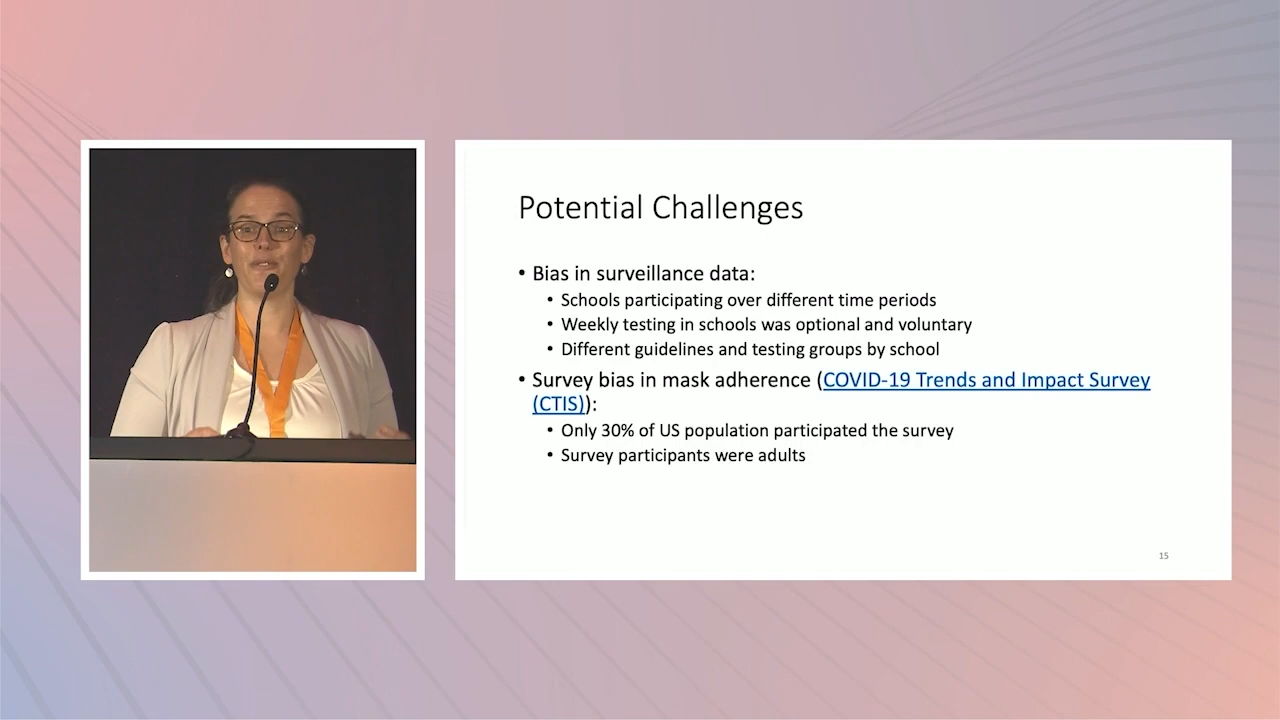 Potential Challenges
• Bias in surveillance data:
• Schools participating over different time periods
• Weekly testing in schools was optional and voluntary
• Different guidelines and testing groups by school
• Survey bias in mask adherence (COVID-19 Trends and Impact Survey
(CTIS)):
• Only 30% of US population participated the survey
• Survey participants were adults
15